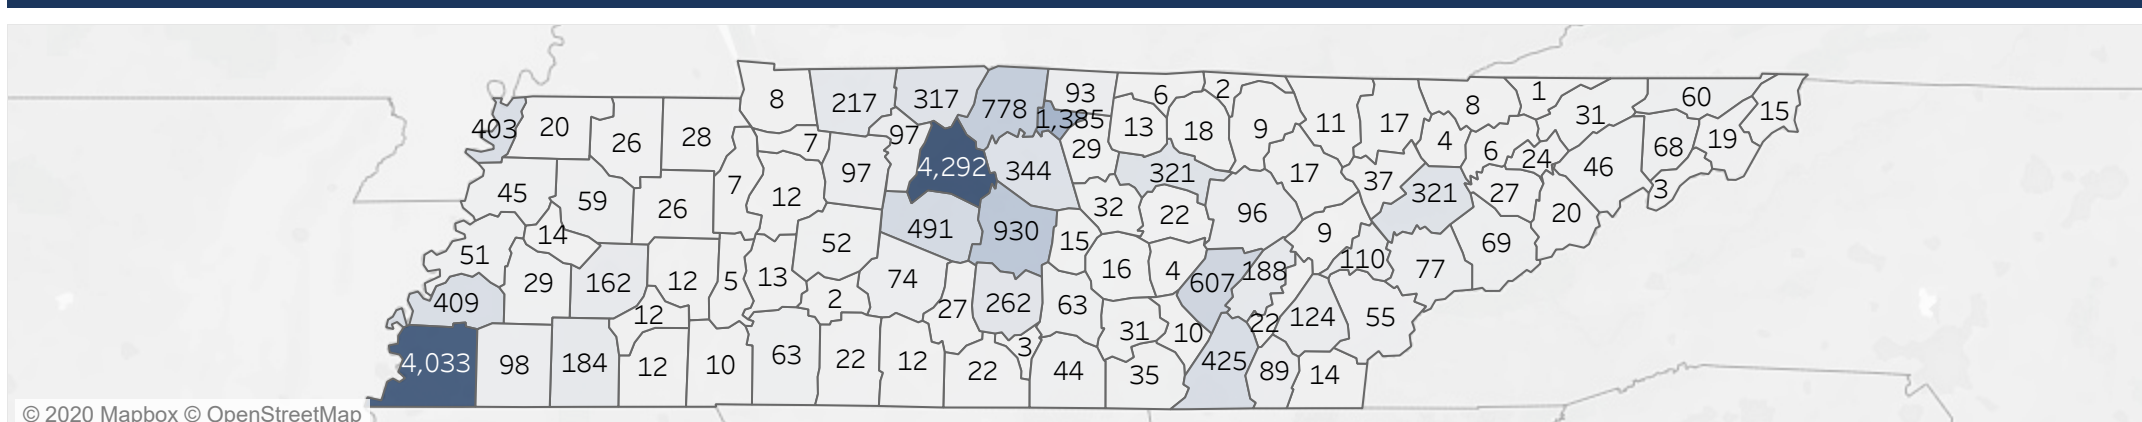 8 217 317 778 93 6 2 1 60 15
403 20 26 28 7 97 1,385 13 18 9 11 17 8 31
4 6 24 68 19
97 4,292 344 29 321 17 37 321 27 46 3
45 59 26 7 12 32 22 96 20
51 14 52 491 930 15 9 69
29 162 12 5 13 74 16 4 607 188 110 77
409 12 2 27 262 63 31 10 22 124 55
4,033 98 184 12 10 63 22 12 22 3 44 35 425 89 14
© 2020 Mapbox © OpenStreetMap